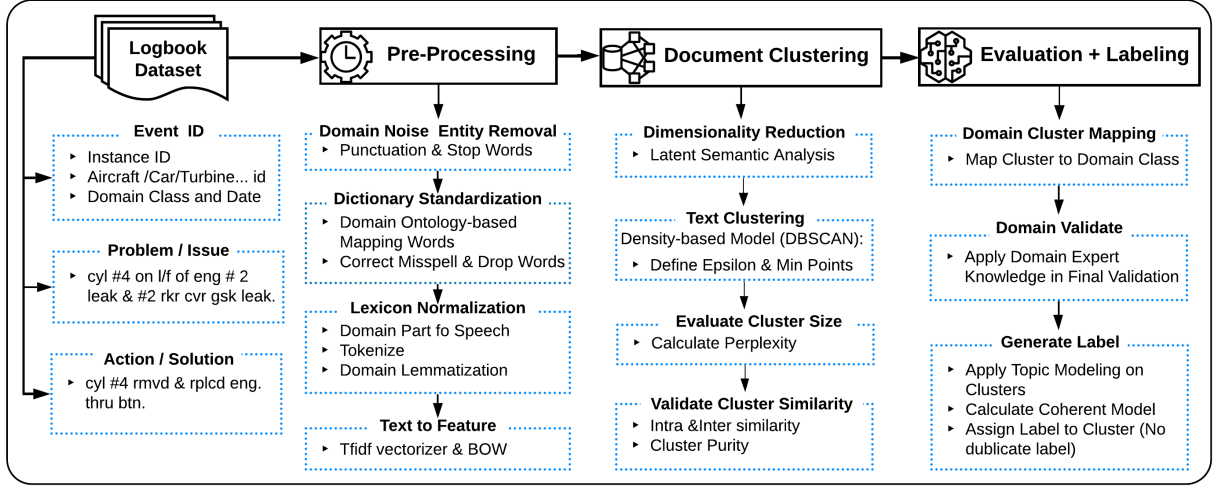 Logbook
Dataset
Event ID
Instance ID
Aircraft /Car/Turbine... id
Domain Class and Date
Problem / Issue
cyl #4 on l/f of eng # 2
leak & #2 rkr cvr gsk leak.
Action / Solution
cyl #4 rmvd & rplcd eng.
thru btn.
Pre-Processing
Domain Noise Entity Removal
Punctuation & Stop Words
Dictionary Standardization
Domain Ontology-based
Mapping Words
Correct Misspell & Drop Words
Lexicon Normalization
Domain Part fo Speech
Tokenize
Domain Lemmatization
Text to Feature
Tfidf vectorizer & BOW
Document Clustering
Dimensionality Reduction
Latent Semantic Analysis
Text Clustering
Density-based Model (DBSCAN):
Define Epsilon & Min Points
Evaluate Cluster Size
Calculate Perplexity
Validate Cluster Similarity
Intra &Inter similarity
Cluster Purity
Evaluation + Labeling
Domain Cluster Mapping
Map Cluster to Domain Class
Domain Validate
Apply Domain Expert
Knowledge in Final Validation
Generate Label
Apply Topic Modeling on
Clusters
Calculate Coherent Model
Assign Label to Cluster (No
dublicate label)